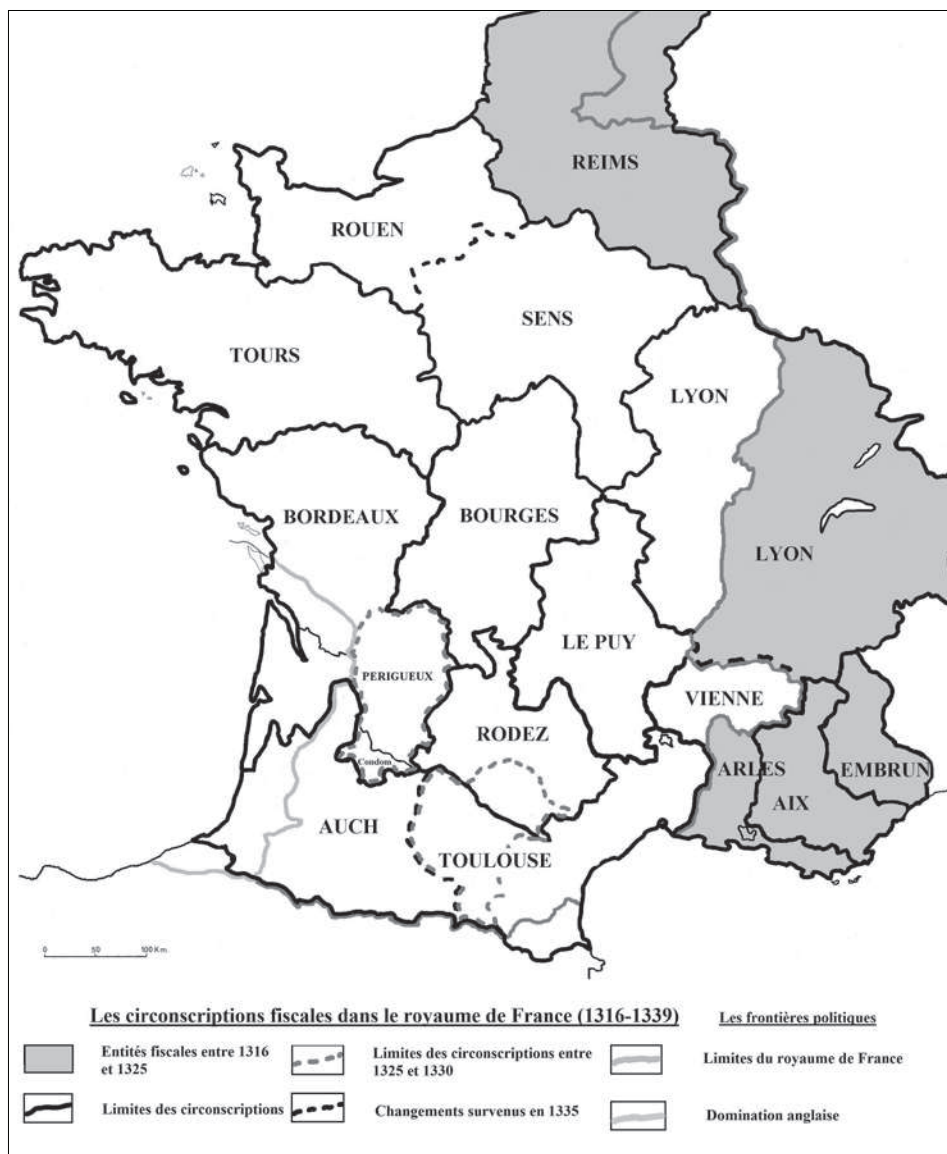 REIMS
ROUEN
SENS
TOURS
LYON
BORDEAUX
BOURGES
LYON
LE PUY
PERIGUEUX
VIENNE
RODEZ
Condom
ARLES
EMBRUN
AIX
AUCH
TOULOUSE
0 50 100 Km.
Les circonscriptions fiscales dans le royaume de France (1316-1339)
Les frontières politiques
Entités fiscales entre 1316
et 1325
Limites des circonscriptions entre
1325 et 1330
Limites du royaume de France
Limites des circonscriptions
Changements survenus en 1335
Domination anglaise